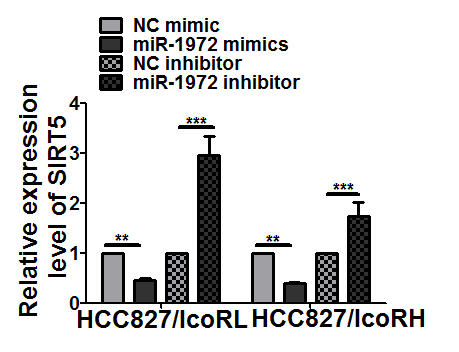 NC mimic
miR-1972 mimics
NC inhibitor
miR-1972 inhibitor
Relative expression
level of SIRT5
4
3
2
1
0
**
***
**
***
HCC827/IcoRL HCC827/IcoRH